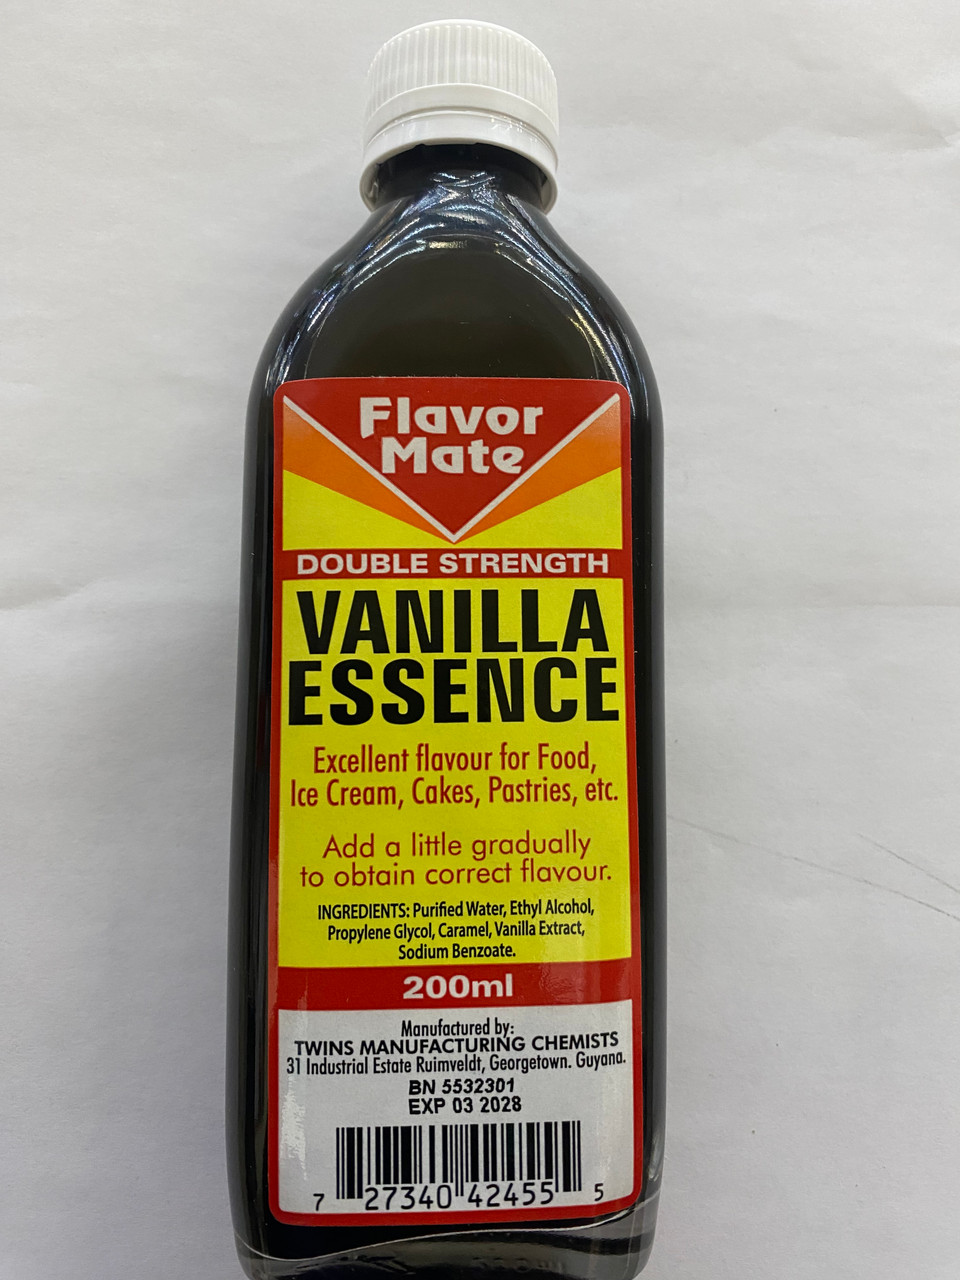 Flavor
Mate
DOUBLE STRENGTH
VANILLA
ESSENCE
Excellent flavour for Food,
Ice Cream, Cakes, Pastries, etc.
Add a little gradually
to obtain correct flavour.
INGREDIENTS: Purified Water, Ethyl Alcohol,
Propylene Glycol, Caramel, Vanilla Extract,
Sodium Benzoate.
200ml
Manufactured by:
TWINS MANUFACTURING CHEMISTS
31 Industrial Estate Ruimveldt, Georgetown. Guyana.
BN 5532301
EXP 03 2028
7 27340 42455 5